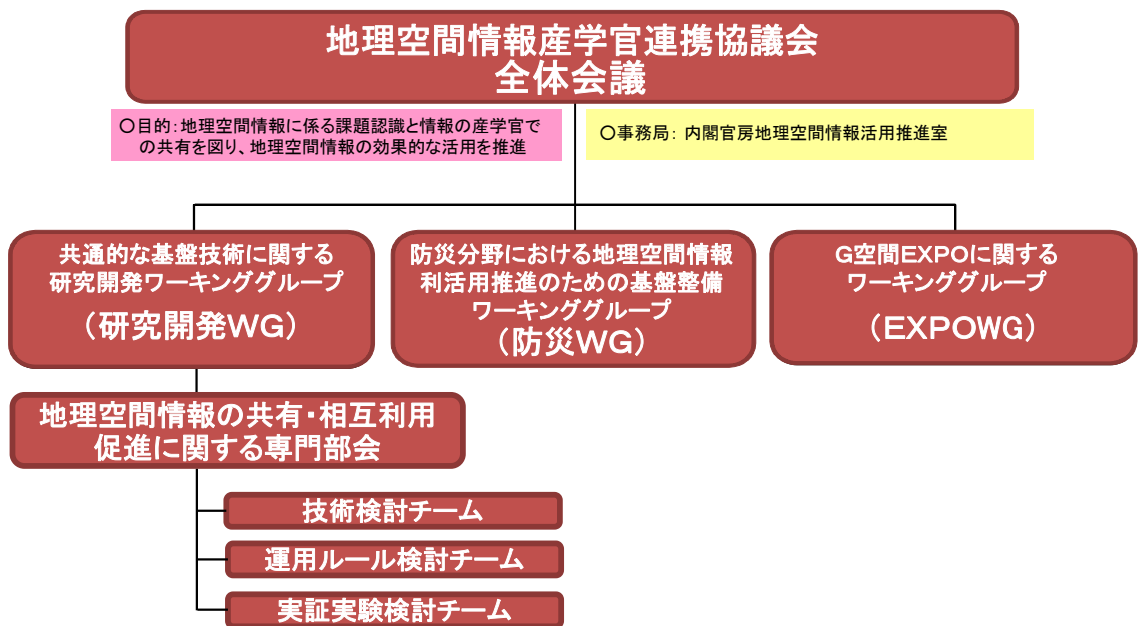 地理空間情報産学官連携協議会
全体会議
○目的：地理空間情報に係る課題認識と情報の産学官で
の共有を図り、地理空間情報の効果的な活用を推進
○事務局： 内閣官房地理空間情報活用推進室
共通的な基盤技術に関する
研究開発ワーキンググループ
（研究開発ＷＧ）
防災分野における地理空間情報
利活用推進のための基盤整備
ワーキンググループ
（防災ＷＧ）
Ｇ空間ＥＸＰＯに関する
ワーキンググループ
（ＥＸＰＯＷＧ）
地理空間情報の共有・相互利用
促進に関する専門部会
技術検討チーム
運用ルール検討チーム
実証実験検討チーム